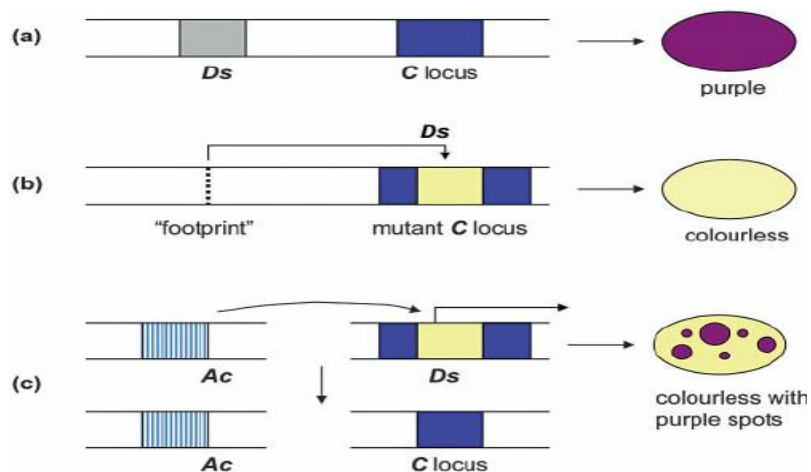 (a)
Ds
C locus
purple
Ds
(b)
"footprint"
mutant C locus
colourless
(c)
Ac
Ds
colourless with
purple spots
Ac
C locus